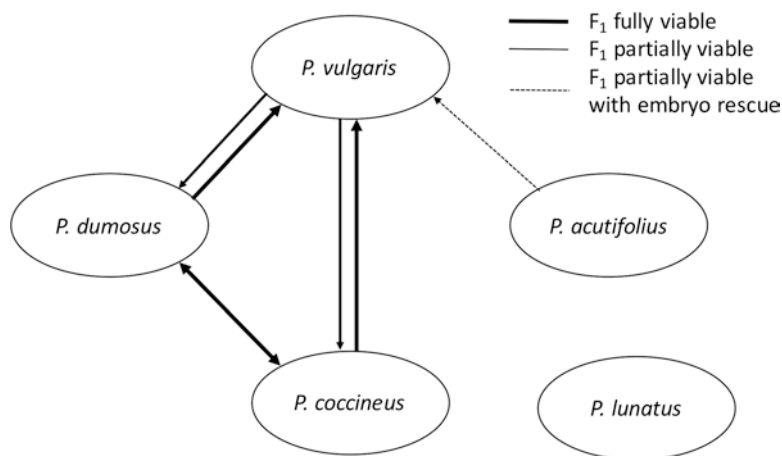 F₁ fully viable
F₁ partially viable
F₁ partially viable
with embryo rescue
P. vulgaris
P. dumosus
P. acutifolius
P. coccineus
P. lunatus